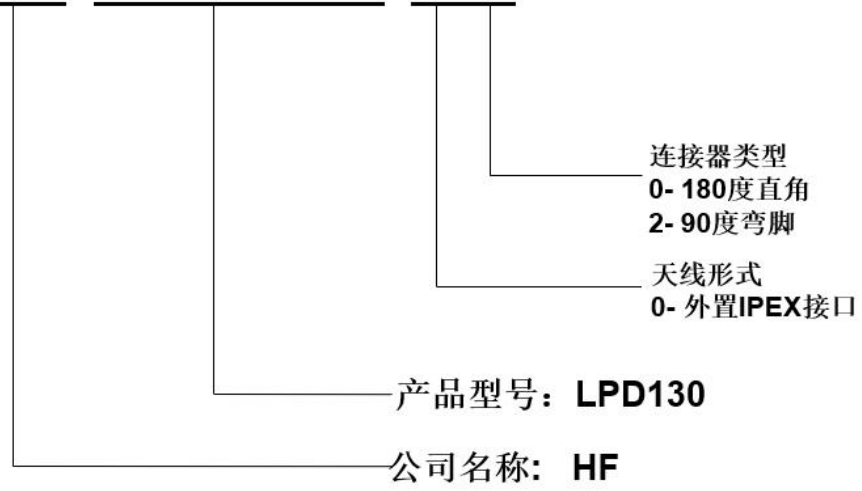 连接器类型
0- 180度直角
2- 90度弯脚
天线形式
0- 外置IPEX接口
产品型号：LPD130
公司名称: HF